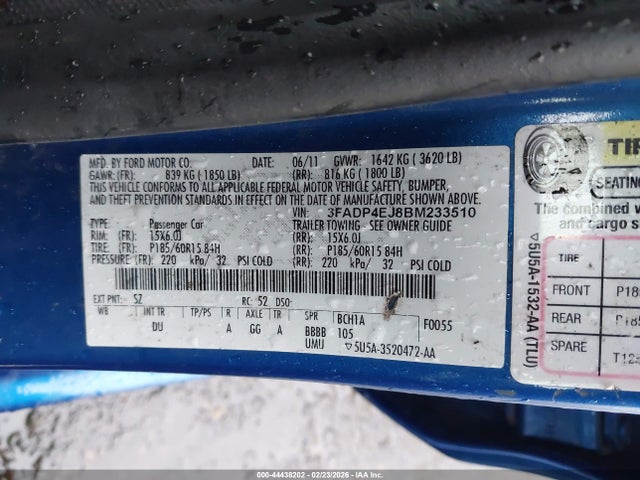 MFD. BY FORD MOTOR CO. DATE: 06/11 GVWR: 1642 KG ( 3620 LB)
GAWR: (FR): 839 KG ( 1850 LB) (RR): 816 KG ( 1800 LB)
THIS VEHICLE CONFORMS TO ALL APPLICABLE FEDERAL MOTOR VEHICLE SAFETY, BUMPER,
AND THEFT PREVENTION STANDARDS IN EFFECT ON THE DATE OF MANUFACTURE SHOWN ABOVE.
VIN: 3FADP4EJ8BM233510
TYPE: Passenger Car TRAILER TOWING - SEE OWNER GUIDE
RIM: (FR): 15X6.0J (RR): 15X6.0J
TIRE: (FR): P185/60R15 84H (RR): P185/60R15 84H
PRESSURE: (FR): 220 kPa/ 32 PSI COLD (RR): 220 kPa/ 32 PSI COLD
EXT PNT: SZ RC: 52 DSO:
WB INT TR TP/PS R AXLE TR SPR BCH1A F0055
DU A GG A BBBB 105
UMU ▽5U5A-3520472-AA
TIR
SEATING
The combined
and cargo s
▽5U5A-1532-AA (TLU)
TIRE
FRONT P18
REAR P185
SPARE
000-44438202 - 02/23/2026 - COPYRIGHT IAA, LLC.